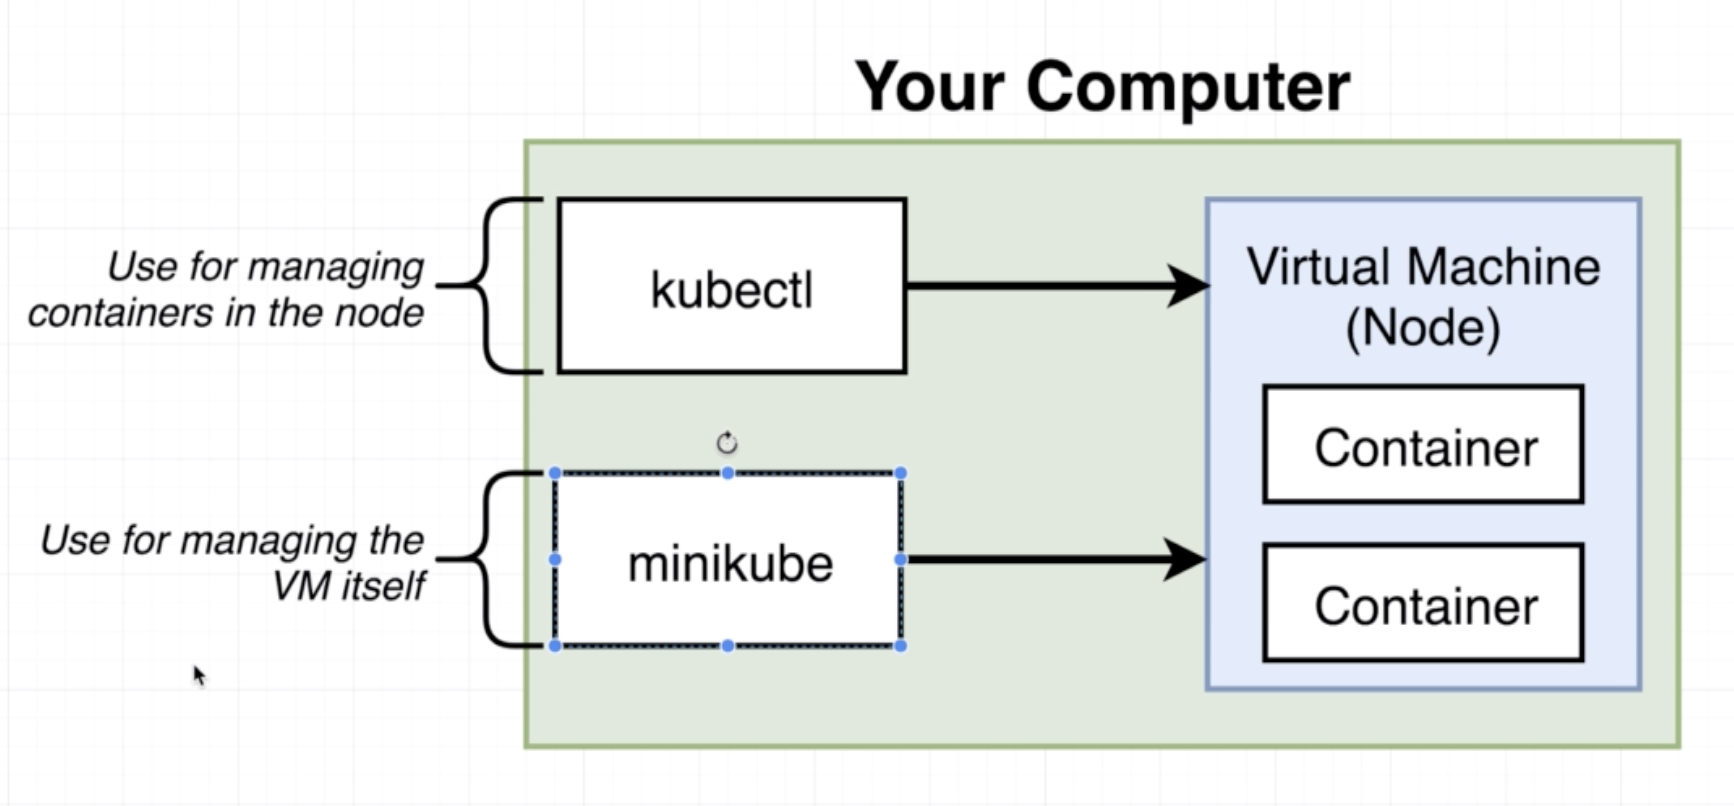 Your Computer
Use for managing
containers in the node
kubectl
Virtual Machine
(Node)
Container
Use for managing the
VM itself
minikube
Container